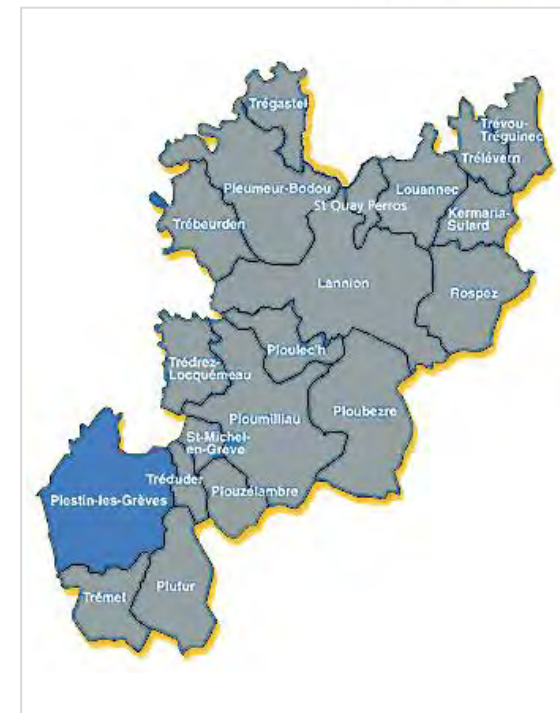 Trégastel
Trévou-
Tréguinec
Trélévern
Pleumeur-Bodou
Louannec
St Quay Perros
Kermaria-
Sulard
Trébeurden
Lannion
Rospez
Ploulec'h
Trédrez-
Locquémeau
Ploumilliau
Ploubezre
St-Michel-
en-Grève
Tréduder
Plouzélambre
Plestin-les-Grèves
Plufur
Trémel